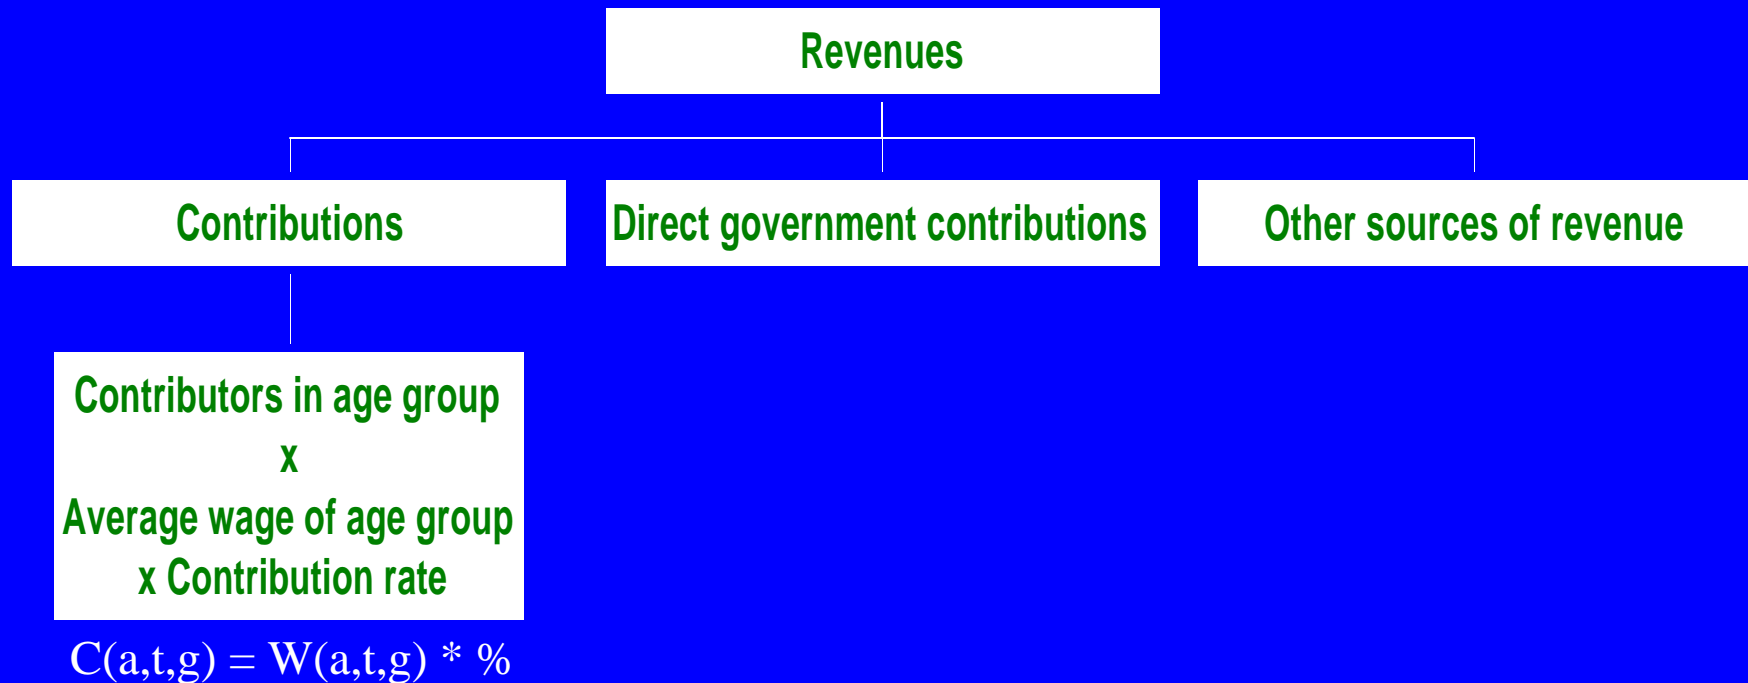 Revenues
Contributions
Direct government contributions
Other sources of revenue
Contributors in age group
x
Average wage of age group
x Contribution rate
C(a,t,g) = W(a,t,g) * %